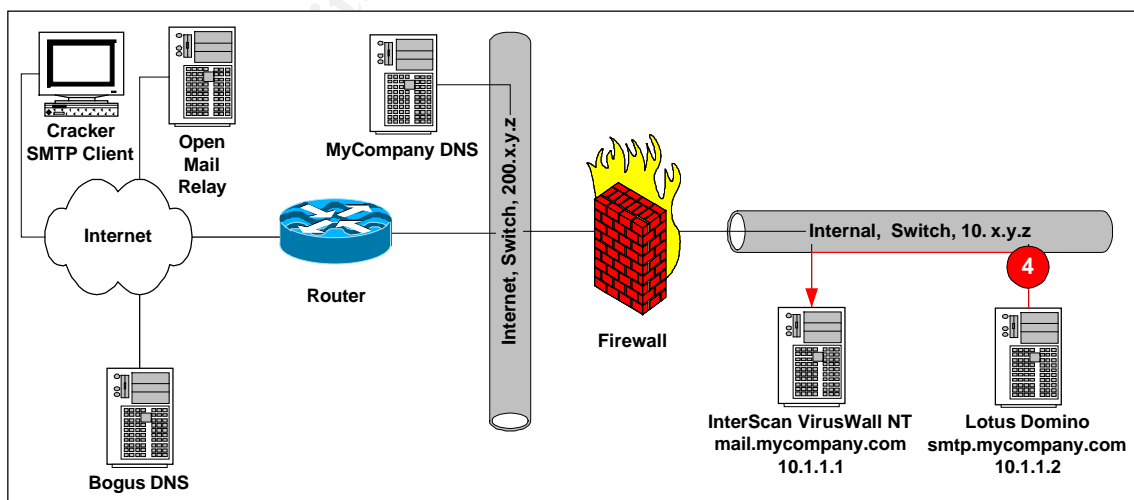 Cracker
SMTP Client
Open
Mail
Relay
MyCompany DNS
Internet, Switch, 200.x.y.z
Internet
Router
Firewall
Internal, Switch, 10. x.y.z
4
InterScan VirusWall NT
mail.mycompany.com
10.1.1.1
Lotus Domino
smtp.mycompany.com
10.1.1.2
Bogus DNS